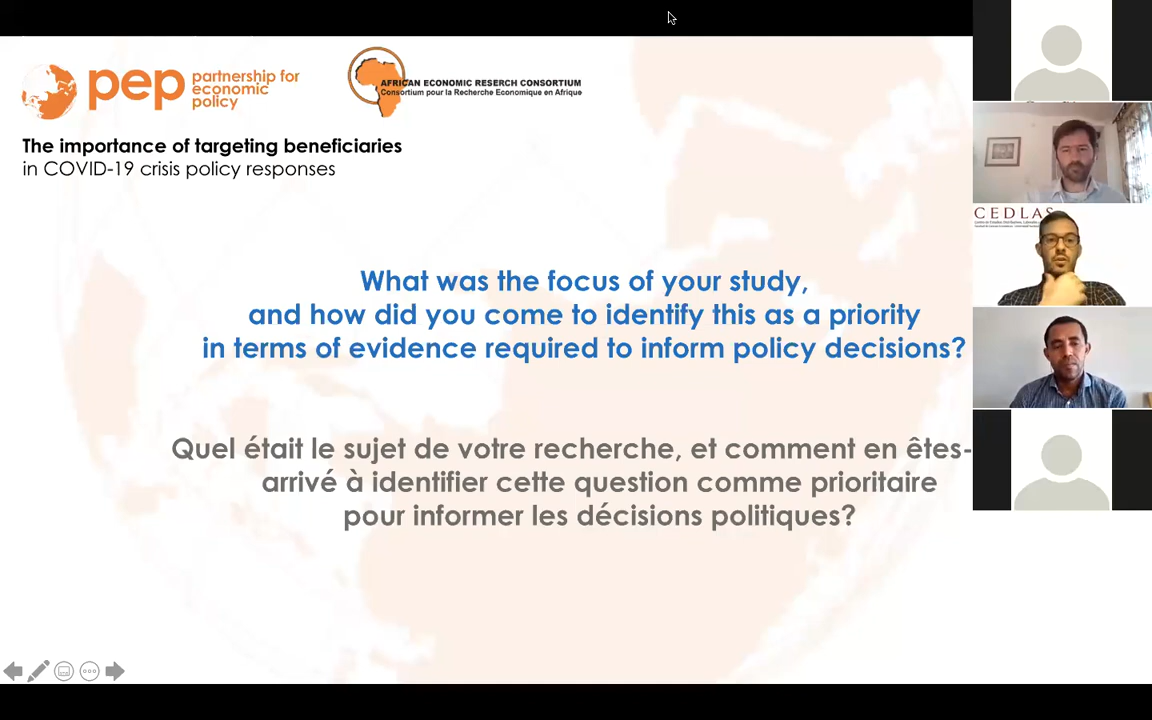 pep
partnership for
economic
policy
AFRICAN ECONOMIC RESERCH CONSORTIUM
Consortium pour la Recherche Economique en Afrique
The importance of targeting beneficiaries
in COVID-19 crisis policy responses
What was the focus of your study,
and how did you come to identify this as a priority
in terms of evidence required to inform policy decisions?
Quel était le sujet de votre recherche, et comment en êtes-
arrivé à identifier cette question comme prioritaire
pour informer les décisions politiques?
CEDLAS